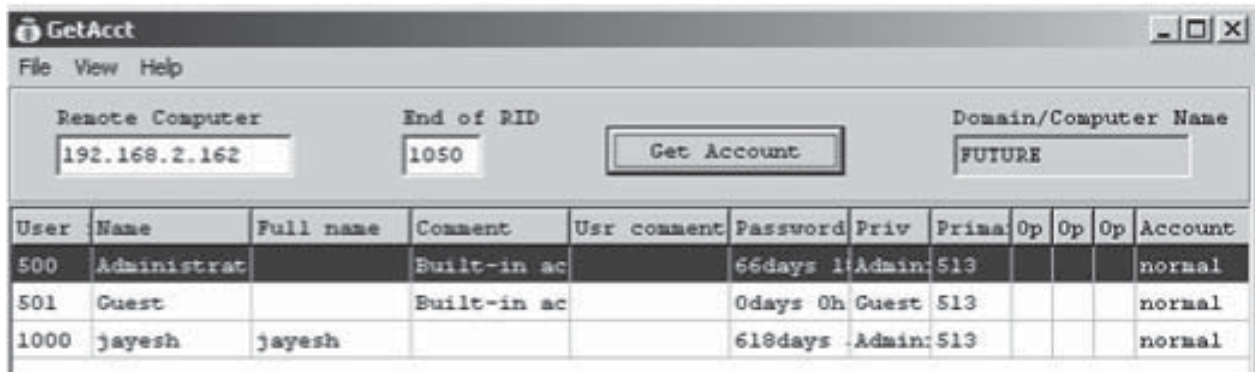 GetAcct
File View Help
Remote Computer End of RID Domain/Computer Name
192.168.2.162 1050 Get Account FUTURE
User Name Full name Comment Usr comment Password Priv Prima Op Op Op Account
500 Administrat Built-in ac 66days Admin 513 normal
501 Guest Built-in ac 0days 0h Guest 513 normal
1000 jayesh jayesh 618days Admin 513 normal